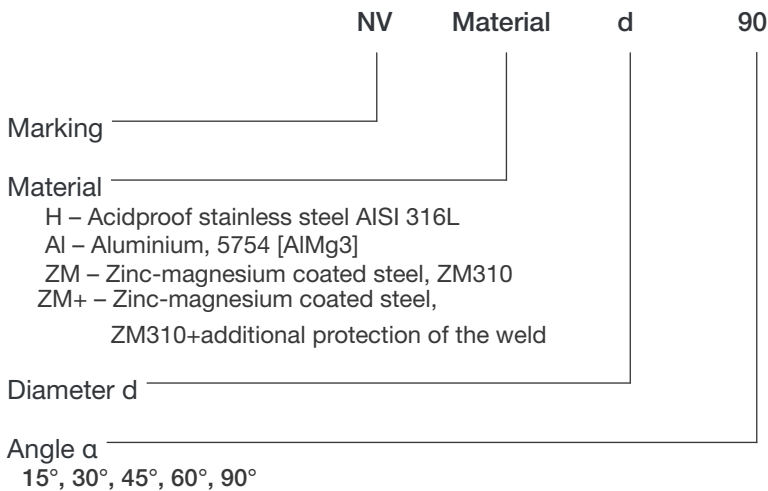 NV Material d 90
Marking
Material
H – Acidproof stainless steel AISI 316L
Al – Aluminium, 5754 [AlMg3]
ZM – Zinc-magnesium coated steel, ZM310
ZM+ – Zinc-magnesium coated steel,
ZM310+additional protection of the weld
Diameter d
Angle α
15°, 30°, 45°, 60°, 90°